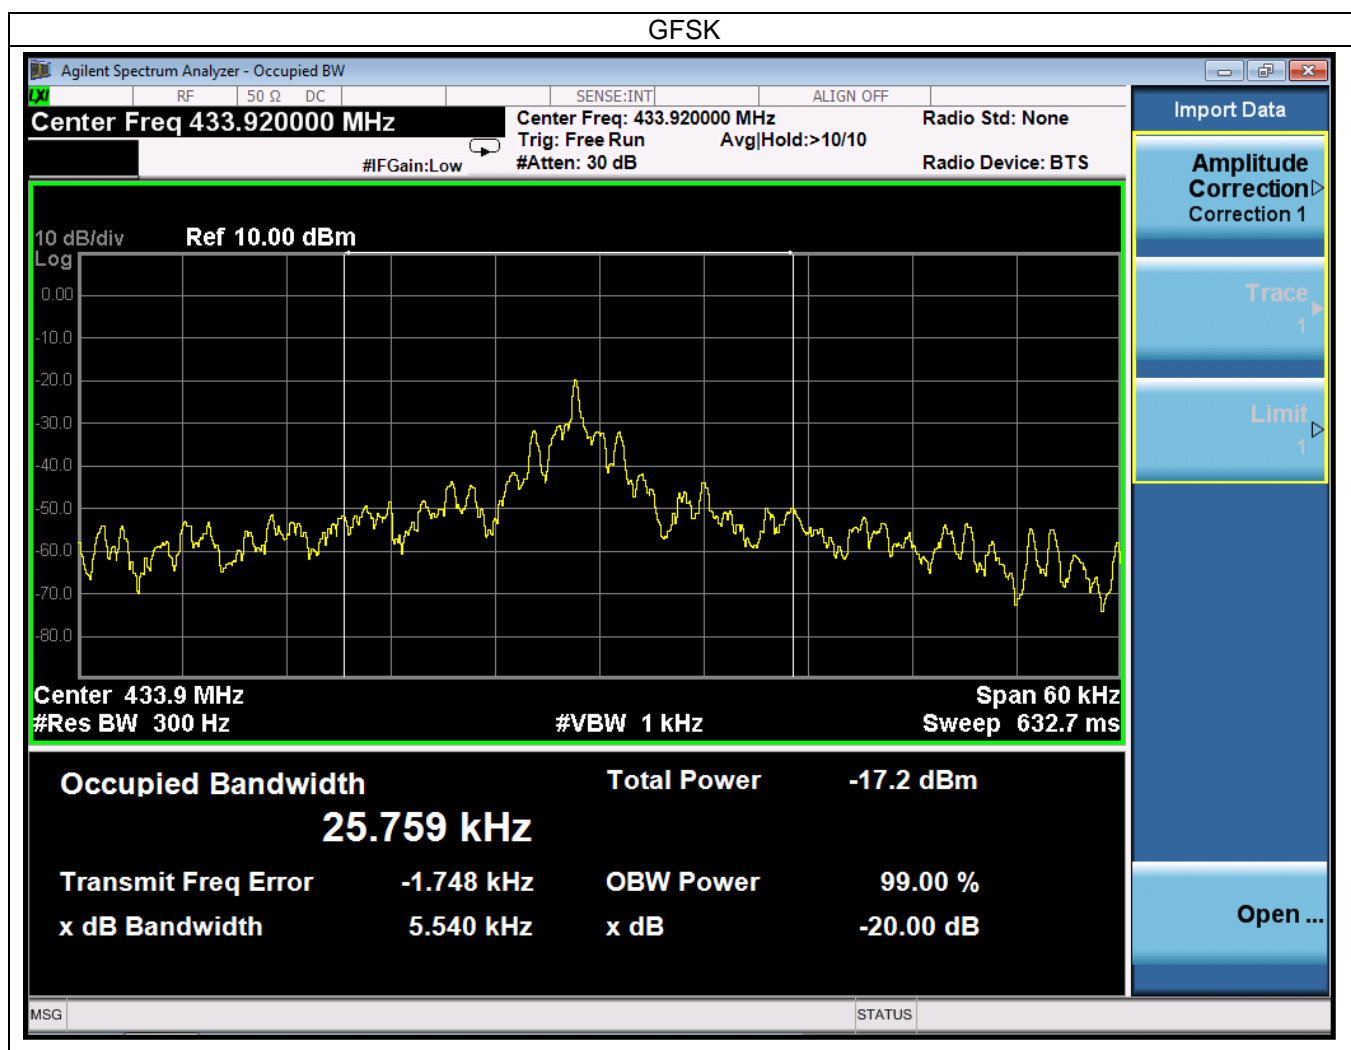 GFSK
Agilent Spectrum Analyzer - Occupied BW
LXI RF 50 Ω DC SENSE:INT ALIGN OFF
Center Freq 433.920000 MHz
Center Freq: 433.920000 MHz
Radio Std: None
Trig: Free Run
Avg|Hold:>10/10
#IFGain:Low
#Atten: 30 dB
Radio Device: BTS
10 dB/div
Ref 10.00 dBm
Log
0.00
-10.0
-20.0
-30.0
-40.0
-50.0
-60.0
-70.0
-80.0
Center 433.9 MHz
Span 60 kHz
#Res BW 300 Hz
#VBW 1 kHz
Sweep 632.7 ms
Occupied Bandwidth
25.759 kHz
Total Power -17.2 dBm
Transmit Freq Error -1.748 kHz
OBW Power 99.00 %
x dB Bandwidth 5.540 kHz
x dB -20.00 dB
MSG
STATUS
Import Data
Amplitude
Correction
Correction 1
Trace
1
Limit
1
Open ...